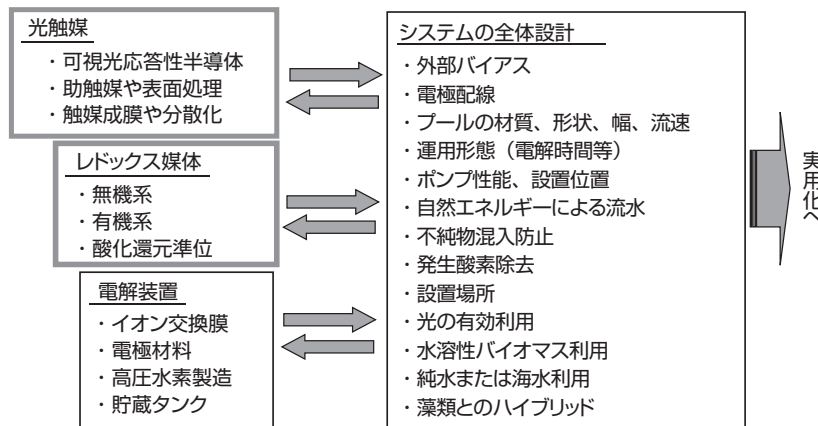 光触媒
・可視光応答性半導体
・助触媒や表面処理
・触媒成膜や分散化
レドックス媒体
・無機系
・有機系
・酸化還元準位
電解装置
・イオン交換膜
・電極材料
・高圧水素製造
・貯蔵タンク
システムの全体設計
・外部バイアス
・電極配線
・プールの材質、形状、幅、流速
・運用形態（電解時間等）
・ポンプ性能、設置位置
・自然エネルギーによる流水
・不純物混入防止
・発生酸素除去
・設置場所
・光の有効利用
・水溶性バイオマス利用
・純水または海水利用
・藻類とのハイブリッド
実用化へ